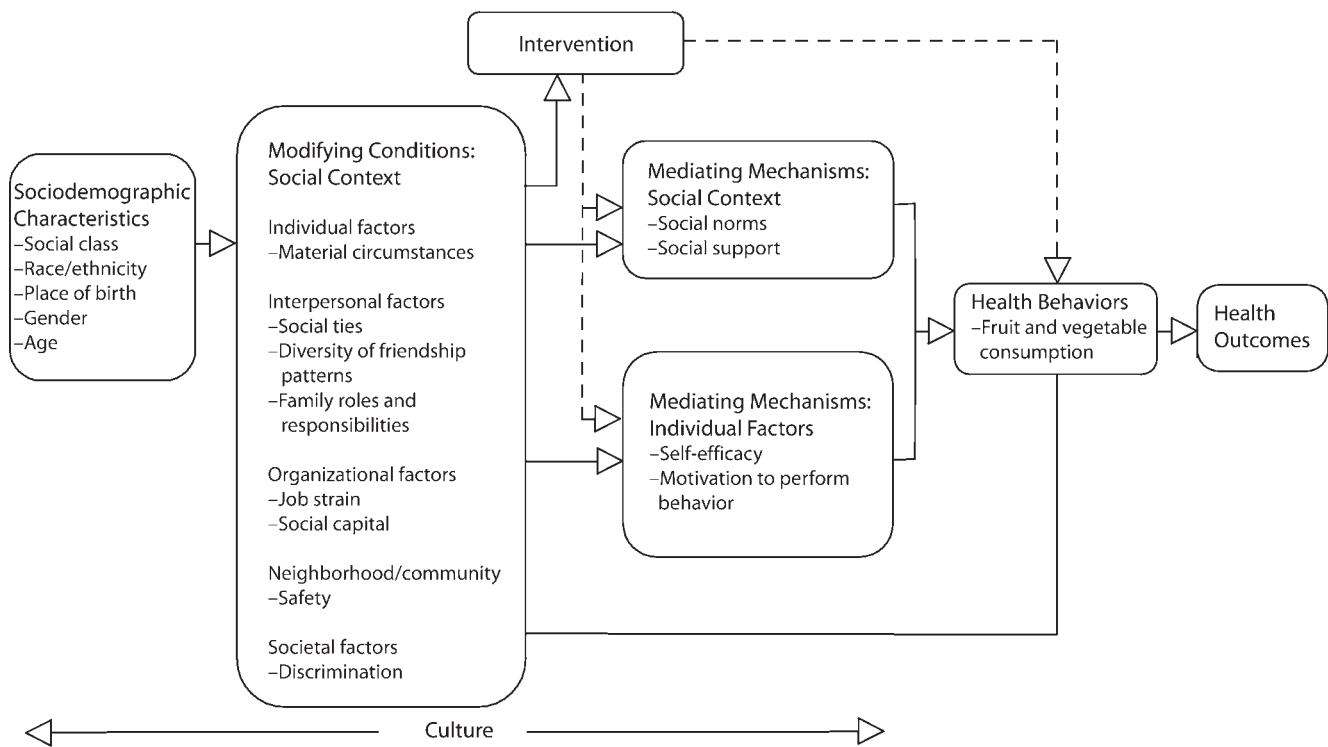 Intervention
Sociodemographic
Characteristics
–Social class
–Race/ethnicity
–Place of birth
–Gender
–Age
Modifying Conditions:
Social Context
Individual factors
–Material circumstances
Interpersonal factors
–Social ties
–Diversity of friendship
patterns
–Family roles and
responsibilities
Organizational factors
–Job strain
–Social capital
Neighborhood/community
–Safety
Societal factors
–Discrimination
Mediating Mechanisms:
Social Context
–Social norms
–Social support
Mediating Mechanisms:
Individual Factors
–Self-efficacy
–Motivation to perform
behavior
Health Behaviors
–Fruit and vegetable
consumption
Health
Outcomes
Culture